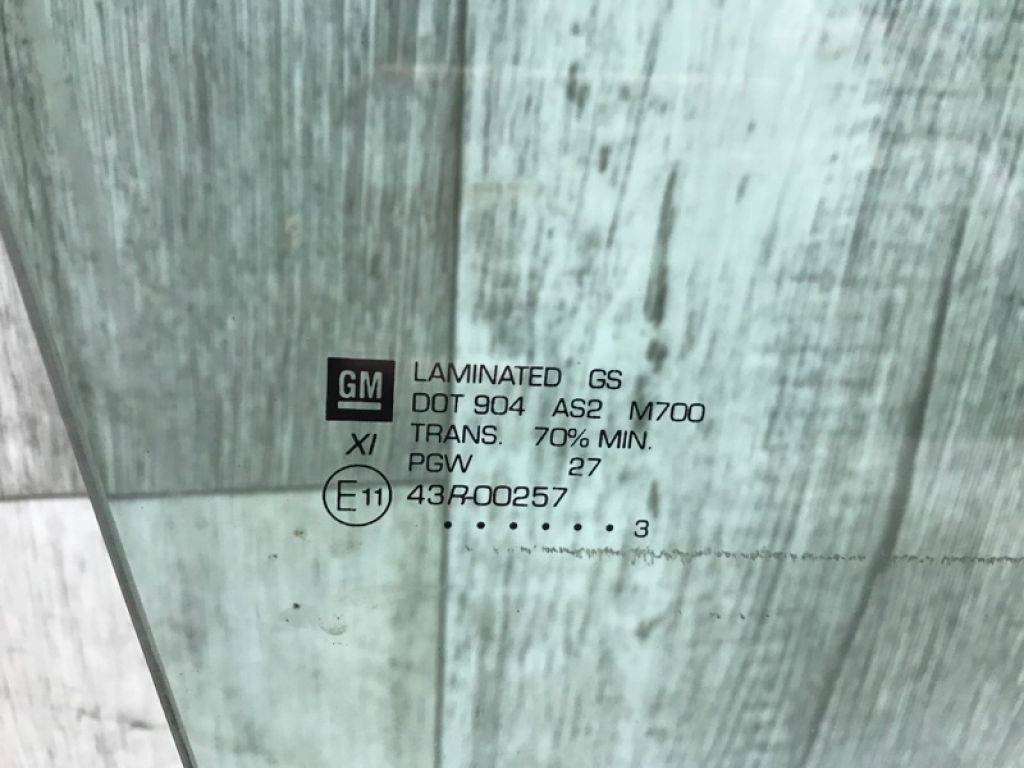 GM LAMINATED GS
DOT 904 AS2 M700
XI TRANS. 70% MIN.
PGW 27
E11 43R-00257
. . . . . . 3